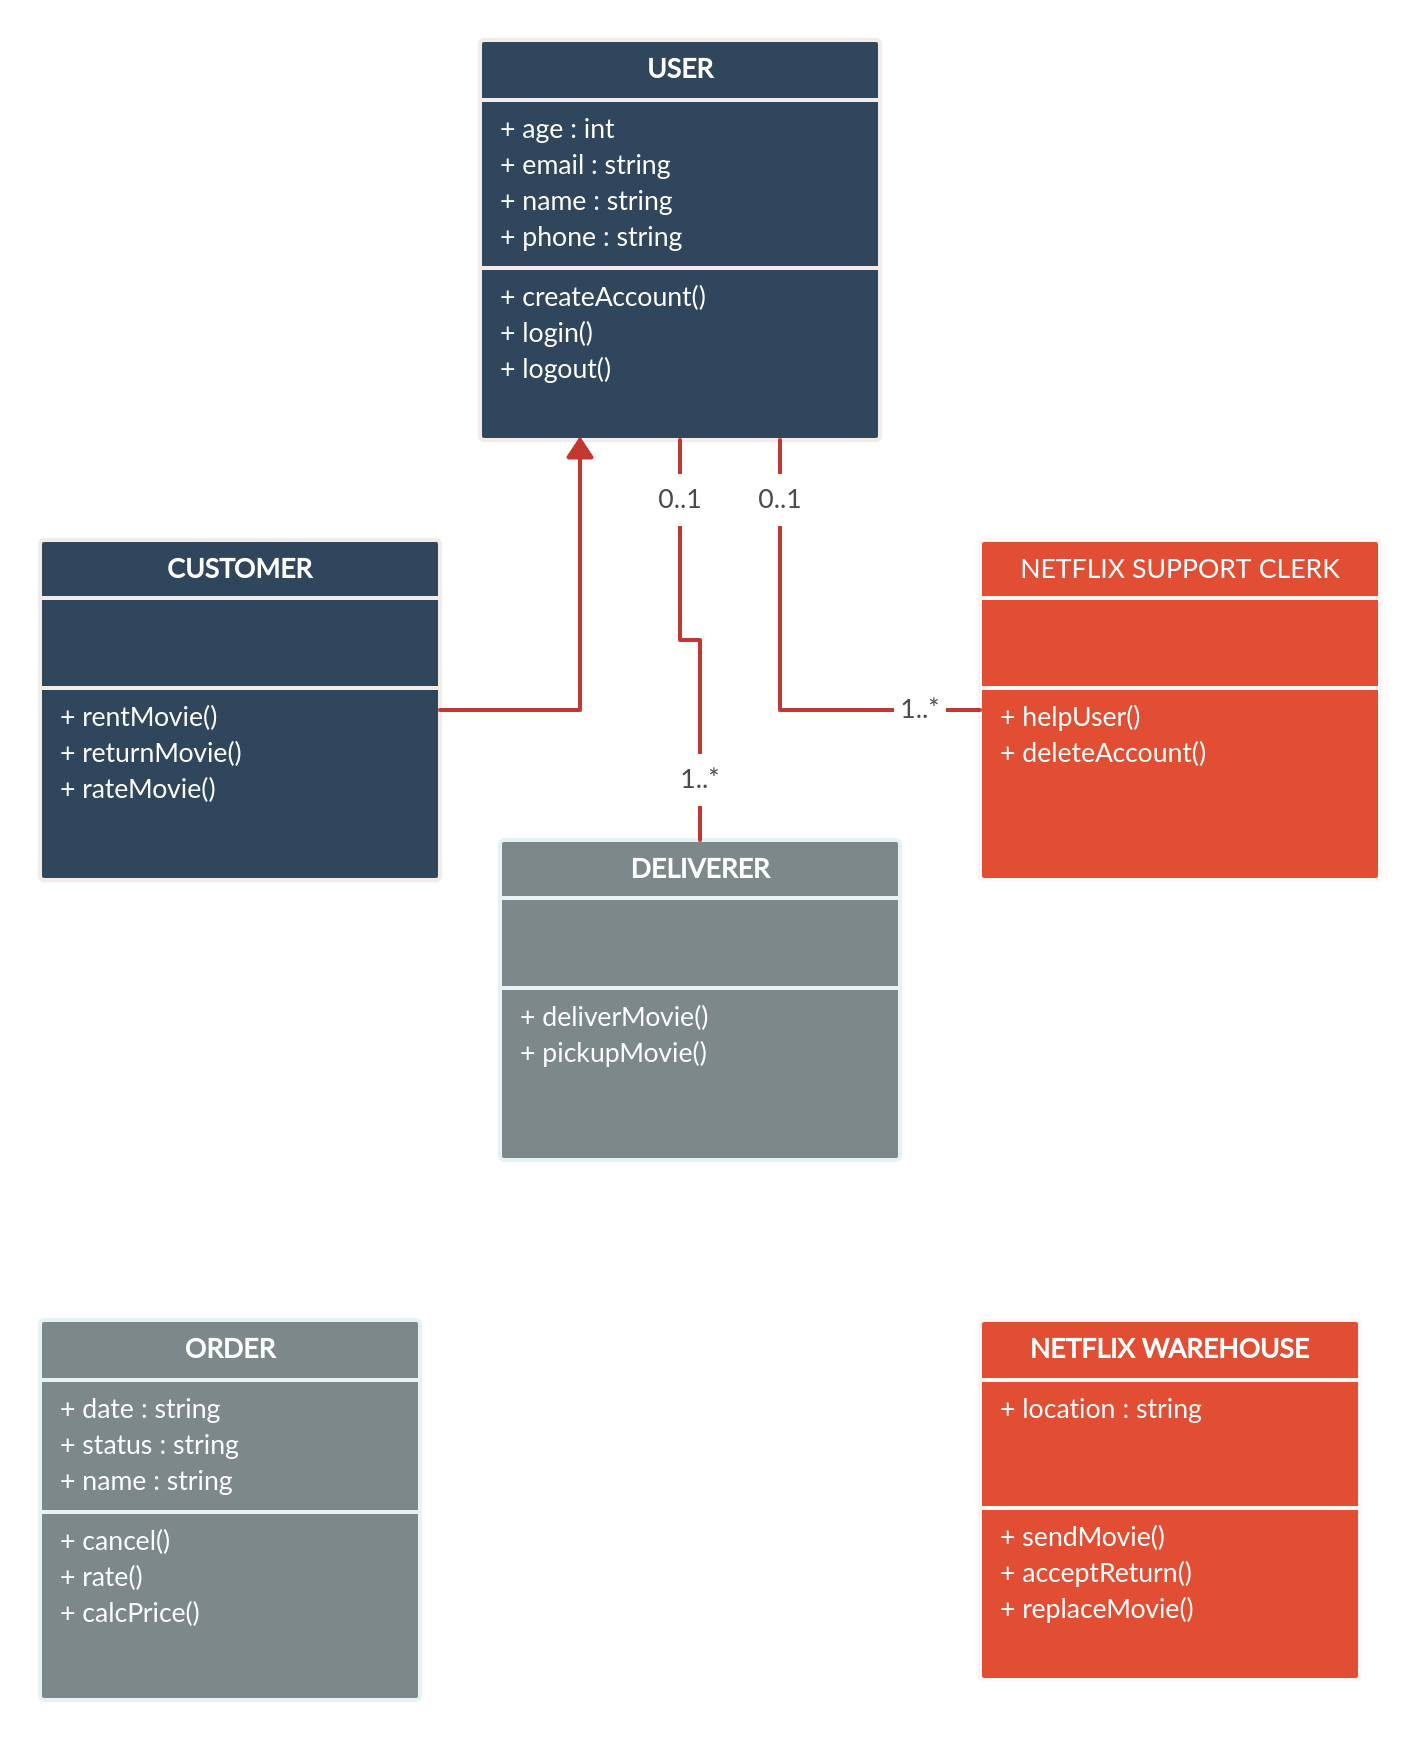 USER
+ age : int
+ email : string
+ name : string
+ phone : string
+ createAccount()
+ login()
+ logout()
0..1
0..1
CUSTOMER
+ rentMovie()
+ returnMovie()
+ rateMovie()
NETFLIX SUPPORT CLERK
+ helpUser()
+ deleteAccount()
1..*
1..*
DELIVERER
+ deliverMovie()
+ pickupMovie()
ORDER
+ date : string
+ status : string
+ name : string
+ cancel()
+ rate()
+ calcPrice()
NETFLIX WAREHOUSE
+ location : string
+ sendMovie()
+ acceptReturn()
+ replaceMovie()